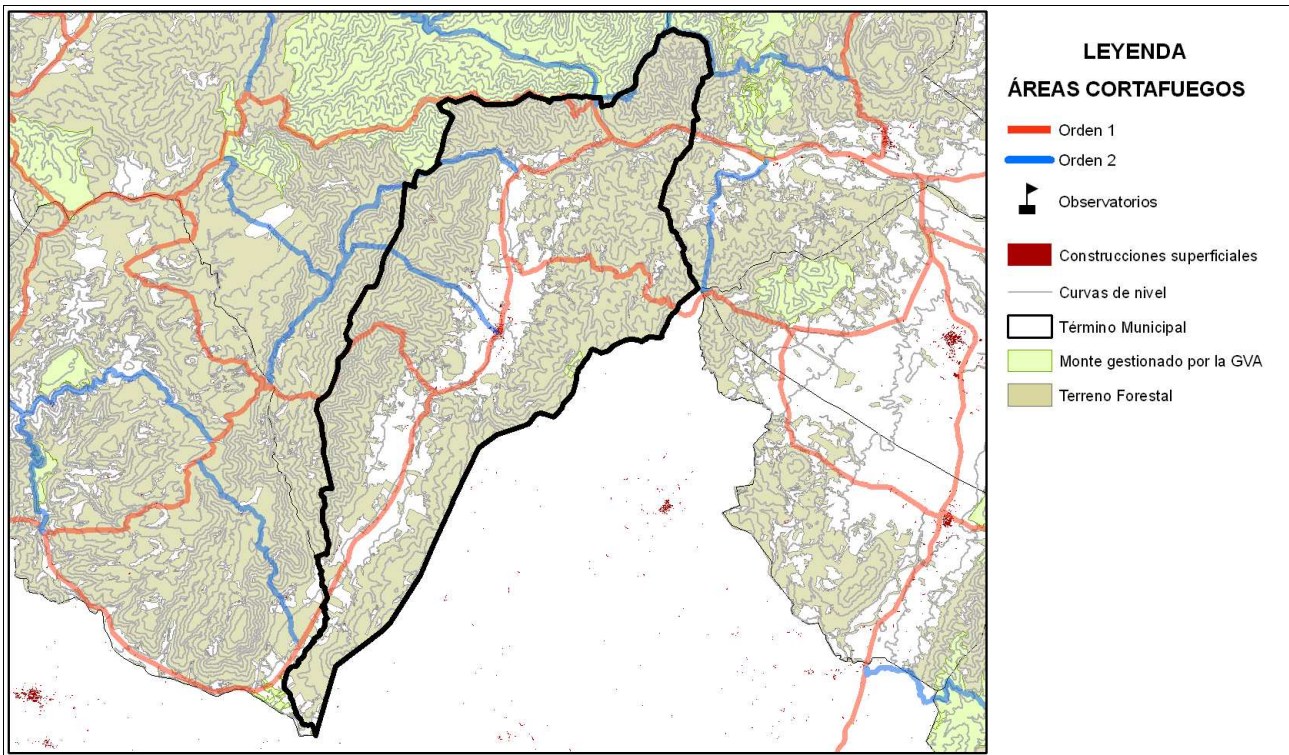 LEYENDA
ÁREAS CORTAFUEGOS
Orden 1
Orden 2
Observatorios
Construcciones superficiales
Curvas de nivel
Término Municipal
Monte gestionado por la GVA
Terreno Forestal